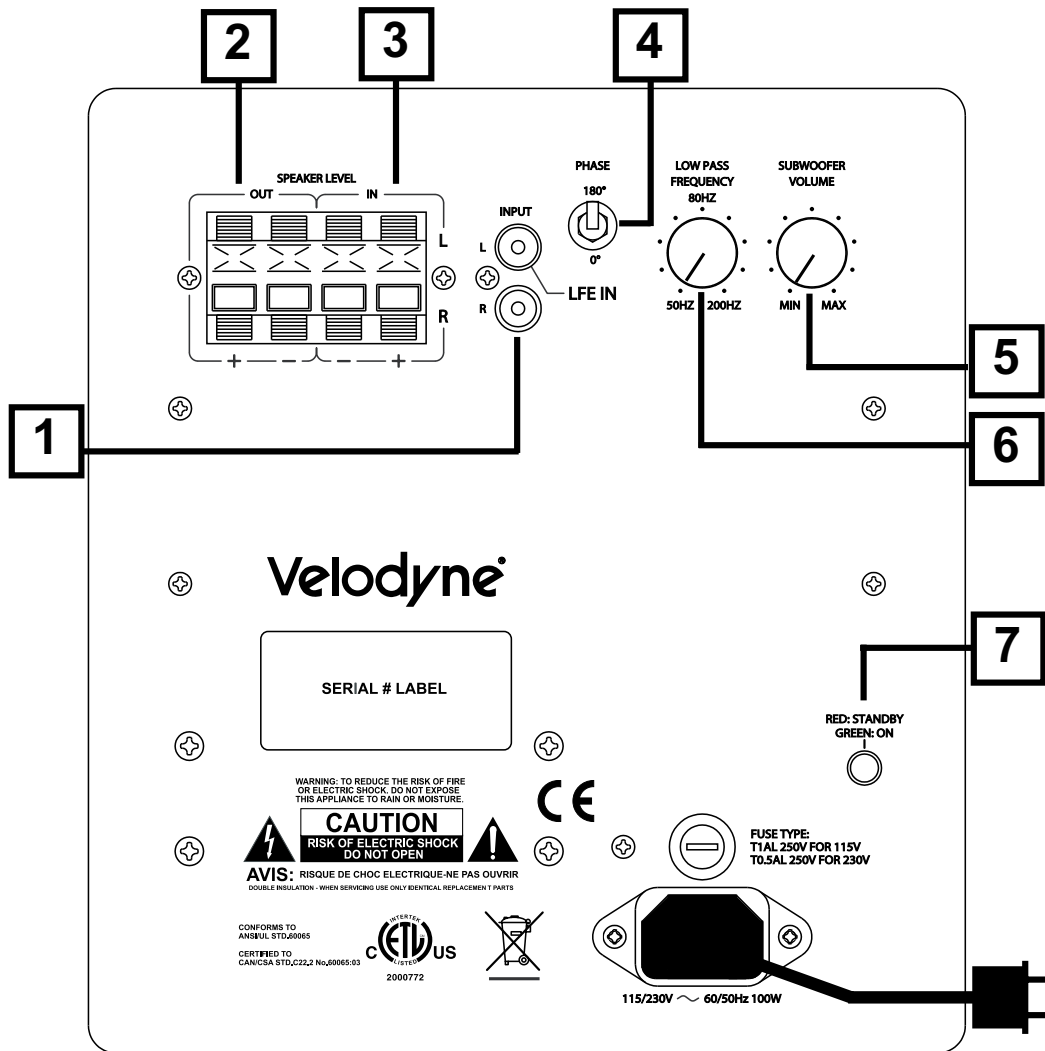 2
3
4
SPEAKER LEVEL
OUT
IN
L
R
+ – – +
INPUT
L
R
LFE IN
PHASE
180°
0°
LOW PASS
FREQUENCY
80HZ
50HZ 200HZ
SUBWOOFER
VOLUME
MIN MAX
5
6
1
Velodyne®
SERIAL # LABEL
7
RED: STANDBY
GREEN: ON
WARNING: TO REDUCE THE RISK OF FIRE
OR ELECTRIC SHOCK, DO NOT EXPOSE
THIS APPLIANCE TO RAIN OR MOISTURE.
CAUTION
RISK OF ELECTRIC SHOCK
DO NOT OPEN
AVIS: RISQUE DE CHOC ELECTRIQUE-NE PAS OUVRIR
DOUBLE INSULATION - WHEN SERVICING USE ONLY IDENTICAL REPLACEMENT PARTS
CE
FUSE TYPE:
T1AL 250V FOR 115V
T0.5AL 250V FOR 230V
CONFORMS TO
ANSI/UL STD.60065
CERTIFIED TO
CAN/CSA STD.C22.2 No.60065:03
INTERTEK
C ETL US
LISTED
2000772
115/230V ~ 60/50Hz 100W